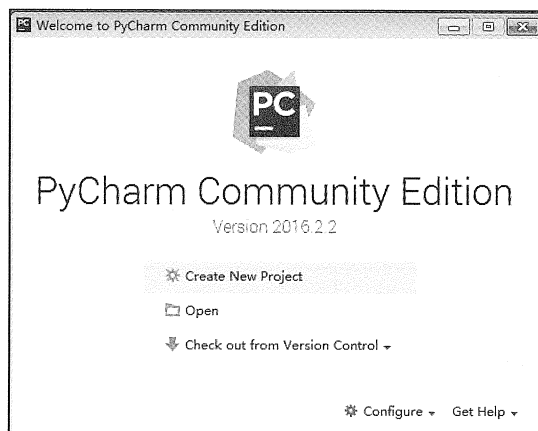 PC Welcome to PyCharm Community Edition
PC
PyCharm Community Edition
Version 2016.2.2
Create New Project
Open
Check out from Version Control
Configure Get Help